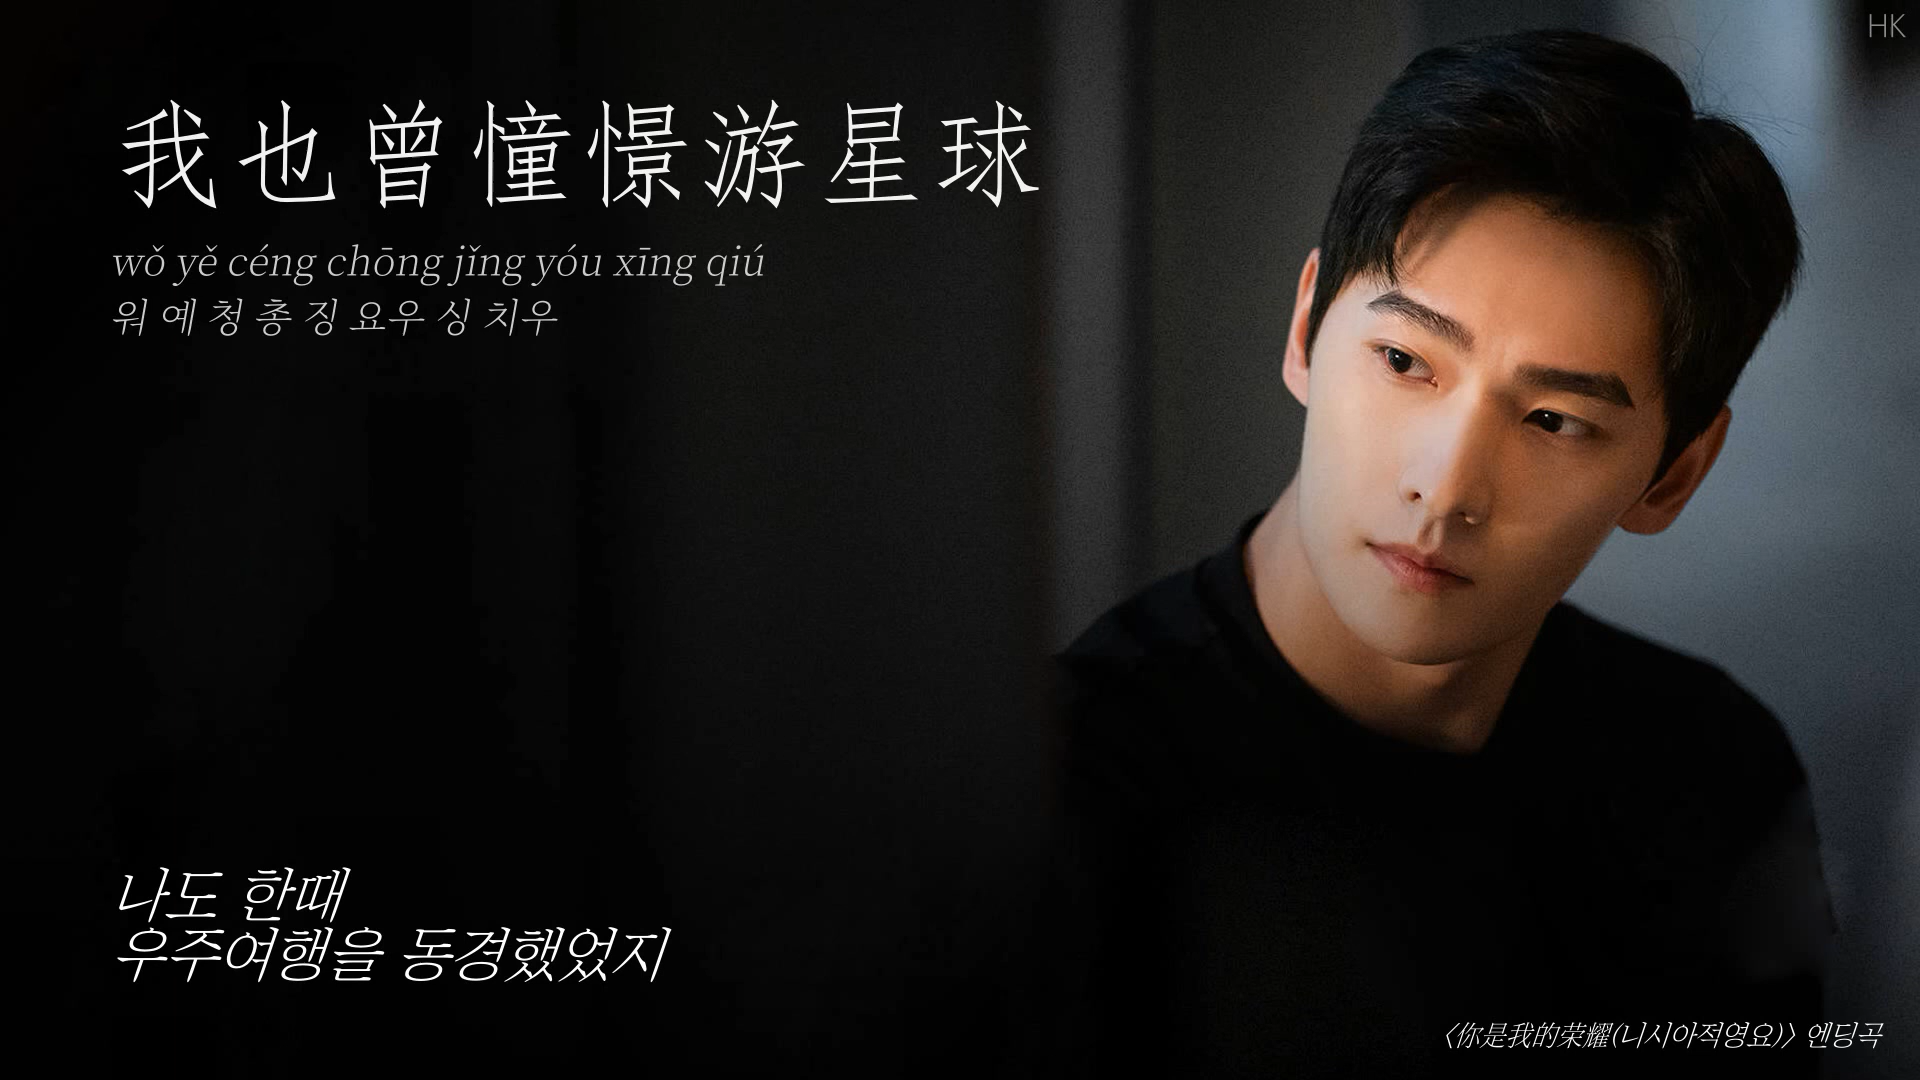 HK
我也曾憧憬游星球
wǒ yě céng chōng jǐng yóu xīng qiú
워 예 청 총 징 요우 싱 치우
나도 한때
우주여행을 동경했었지
〈你是我的荣耀(니시아적영요)〉 엔딩곡